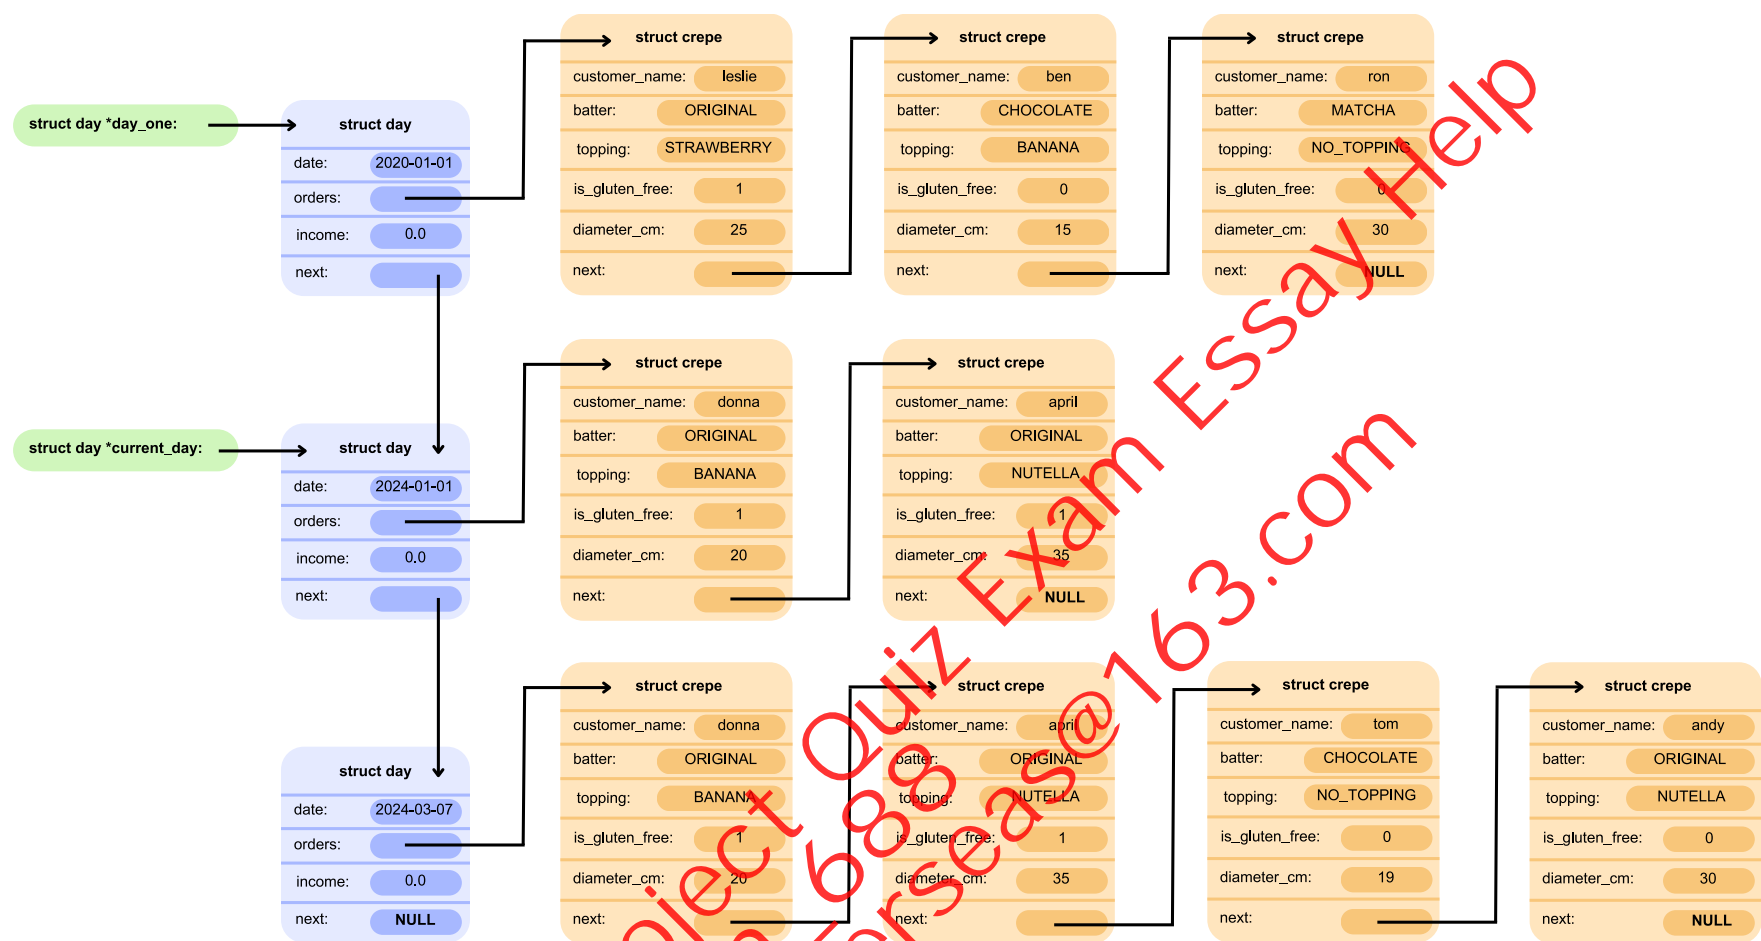 struct day *day_one:
struct day
date: 2020-01-01
orders:
income: 0.0
next:
struct crepe
customer_name: leslie
batter: ORIGINAL
topping: STRAWBERRY
is_gluten_free: 1
diameter_cm: 25
next:
struct crepe
customer_name: ben
batter: CHOCOLATE
topping: BANANA
is_gluten_free: 0
diameter_cm: 15
next:
struct crepe
customer_name: ron
batter: MATCHA
topping: NO_TOPPING
is_gluten_free: 0
diameter_cm: 30
next: NULL
struct day *current_day:
struct day
date: 2024-01-01
orders:
income: 0.0
next:
struct crepe
customer_name: donna
batter: ORIGINAL
topping: BANANA
is_gluten_free: 1
diameter_cm: 20
next:
struct crepe
customer_name: april
batter: ORIGINAL
topping: NUTELLA
is_gluten_free: 1
diameter_cm: 35
next: NULL
struct day
date: 2024-03-07
orders:
income: 0.0
next: NULL
struct crepe
customer_name: donna
batter: ORIGINAL
topping: BANANA
is_gluten_free: 1
diameter_cm: 20
next:
struct crepe
customer_name: april
batter: ORIGINAL
topping: NUTELLA
is_gluten_free: 1
diameter_cm: 35
next:
struct crepe
customer_name: tom
batter: CHOCOLATE
topping: NO_TOPPING
is_gluten_free: 0
diameter_cm: 19
next:
struct crepe
customer_name: andy
batter: ORIGINAL
topping: NUTELLA
is_gluten_free: 0
diameter_cm: 30
next: NULL
Quiz Exam Essay Help
688
@163.com